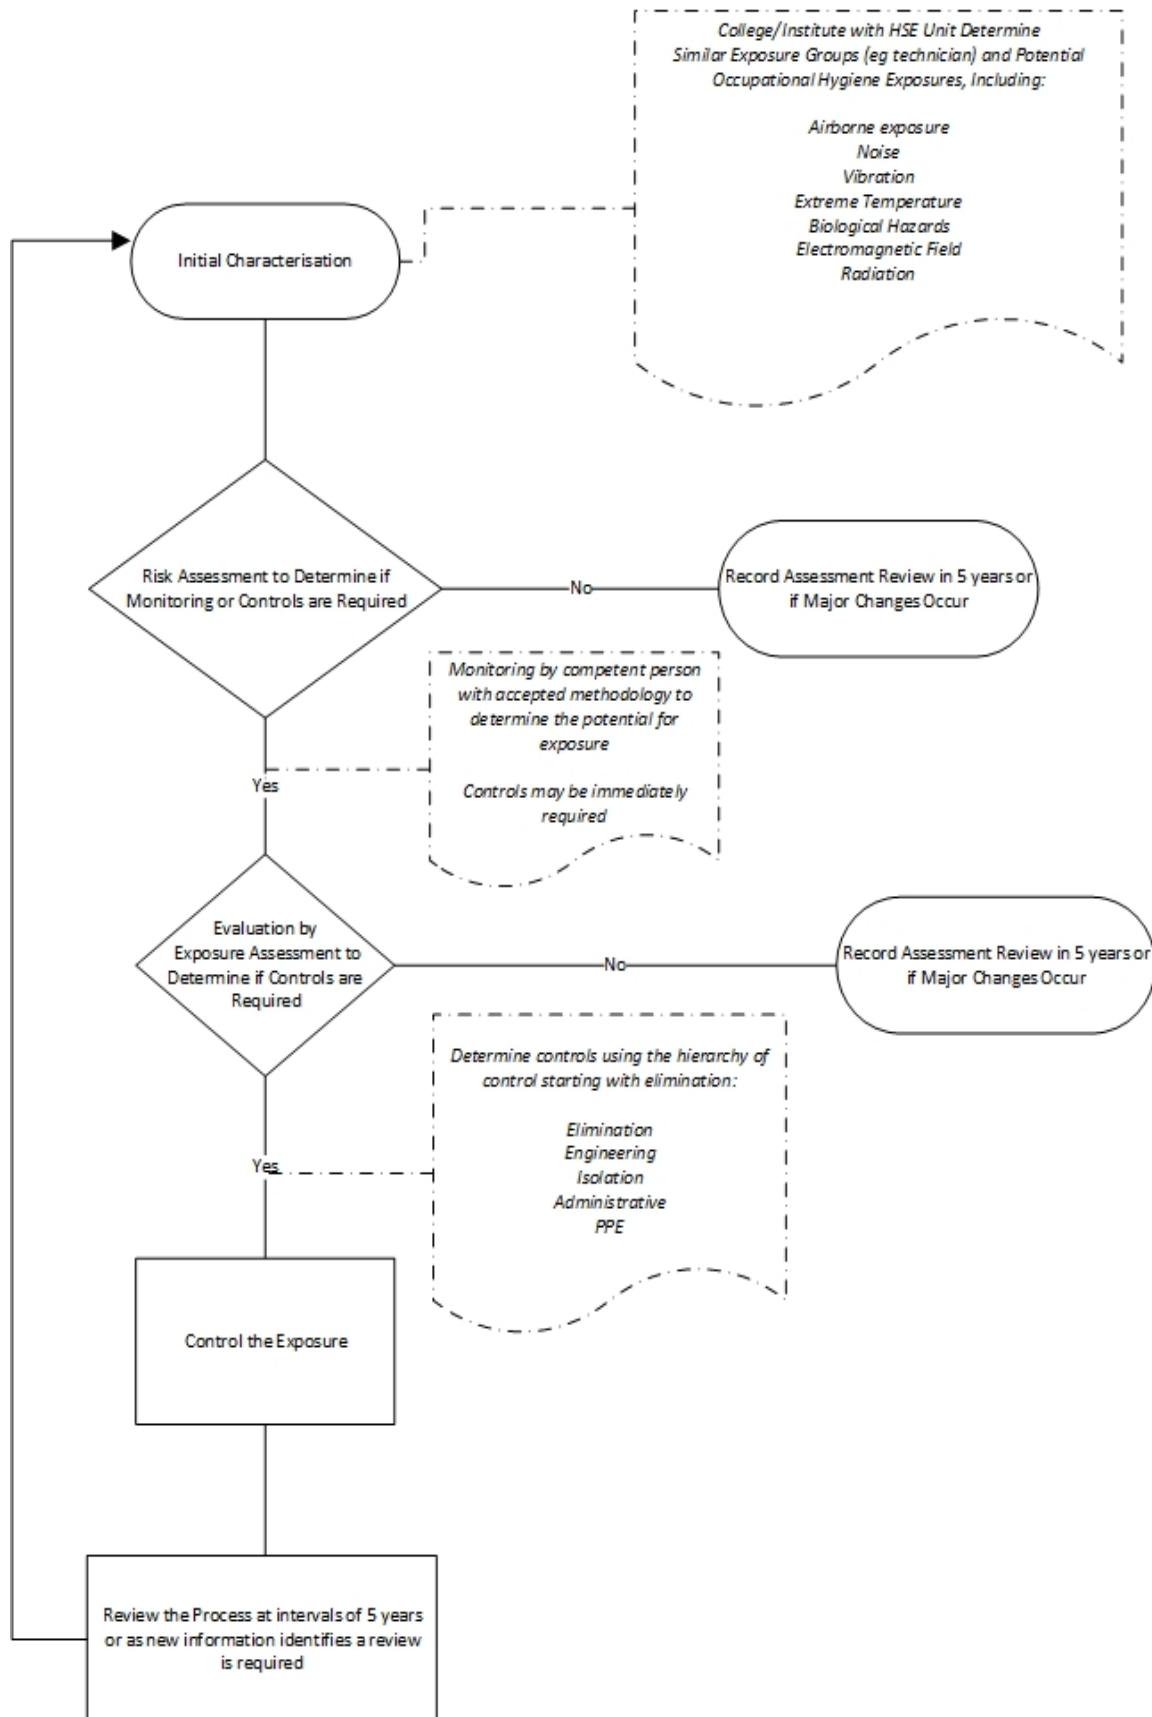 College/Institute with HSE Unit Determine
Similar Exposure Groups (eg technician) and Potential
Occupational Hygiene Exposures, Including:
Airborne exposure
Noise
Vibration
Extreme Temperature
Biological Hazards
Electromagnetic Field
Radiation
Initial Characterisation
Risk Assessment to Determine if
Monitoring or Controls are Required
No
Record Assessment Review in 5 years or
if Major Changes Occur
Monitoring by competent person
with accepted methodology to
determine the potential for
exposure
Controls may be immediately
required
Yes
Evaluation by
Exposure Assessment to
Determine if Controls are
Required
No
Record Assessment Review in 5 years or
if Major Changes Occur
Determine controls using the hierarchy of
control starting with elimination:
Elimination
Engineering
Isolation
Administrative
PPE
Yes
Control the Exposure
Review the Process at intervals of 5 years
or as new information identifies a review
is required